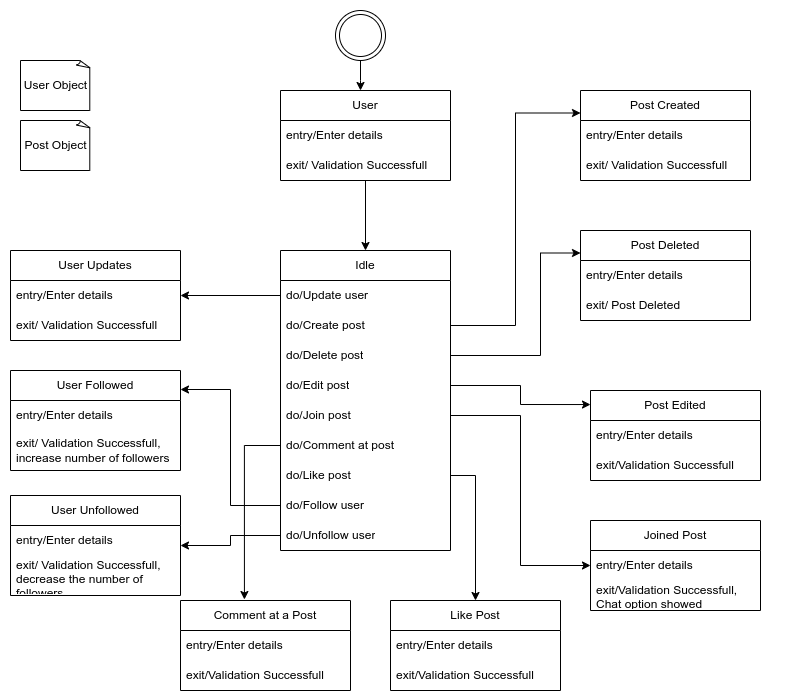 User Object
Post Object
User
entry/Enter details
exit/ Validation Successfull
Post Created
entry/Enter details
exit/ Validation Successfull
Post Deleted
entry/Enter details
exit/ Post Deleted
User Updates
entry/Enter details
exit/ Validation Successfull
Idle
do/Update user
do/Create post
do/Delete post
do/Edit post
do/Join post
do/Comment at post
do/Like post
do/Follow user
do/Unfollow user
User Followed
entry/Enter details
exit/ Validation Successfull,
increase number of followers
Post Edited
entry/Enter details
exit/Validation Successfull
User Unfollowed
entry/Enter details
exit/ Validation Successfull,
decrease the number of
followers
Joined Post
entry/Enter details
exit/Validation Successfull,
Chat option showed
Comment at a Post
entry/Enter details
exit/Validation Successfull
Like Post
entry/Enter details
exit/Validation Successfull